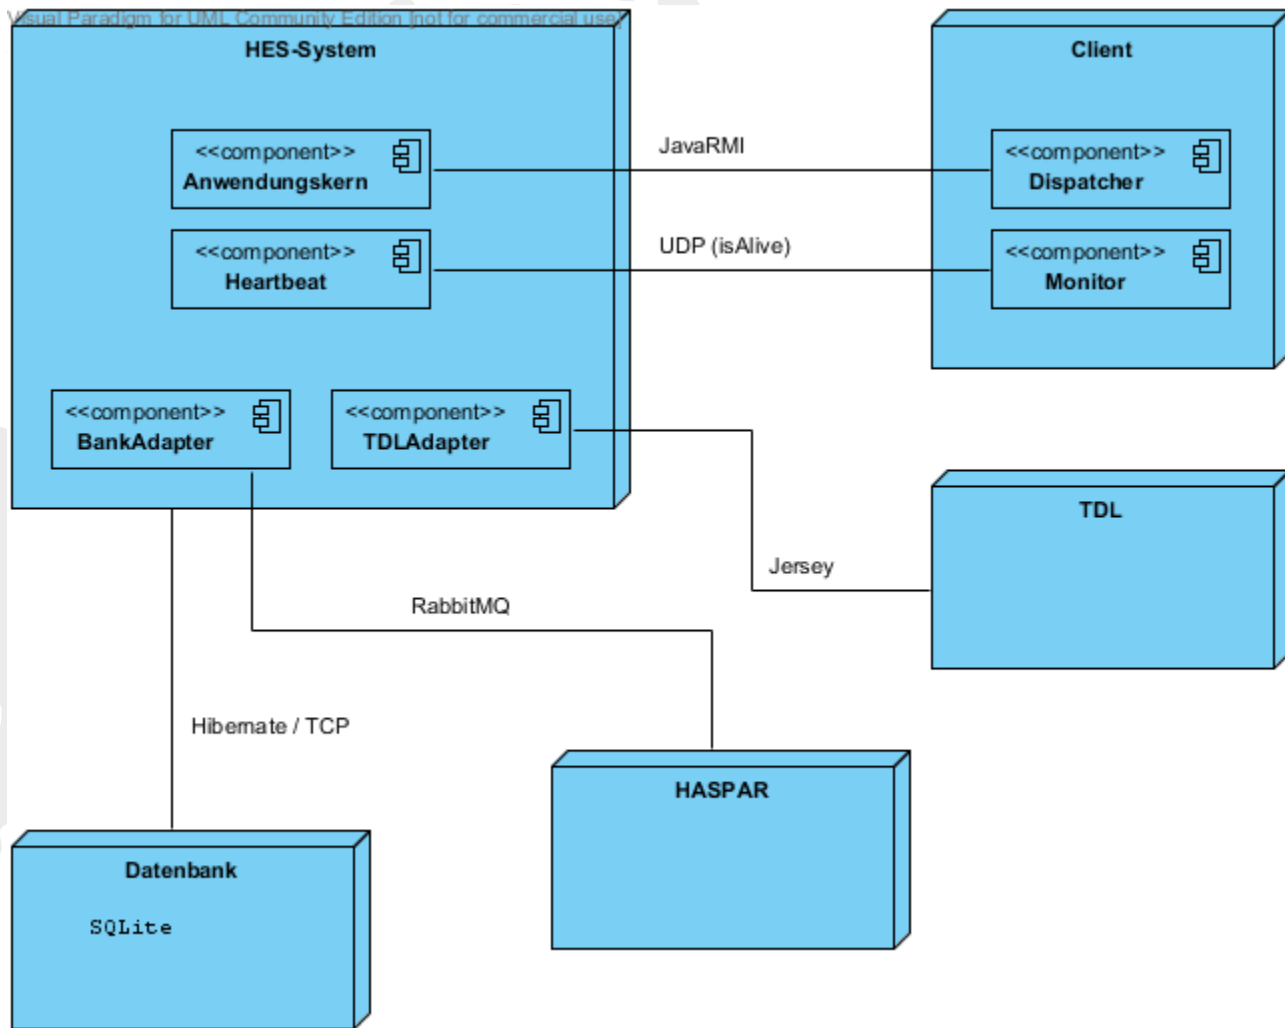 Visual Paradigm for UML Community Edition [not for commercial use]
HES-System
Client
<<component>>
Anwendungskern
JavaRMI
<<component>>
Dispatcher
<<component>>
Heartbeat
UDP (isAlive)
<<component>>
Monitor
<<component>>
BankAdapter
<<component>>
TDLAdapter
TDL
Jersey
RabbitMQ
Hibernate / TCP
HASPAR
Datenbank
SQLite